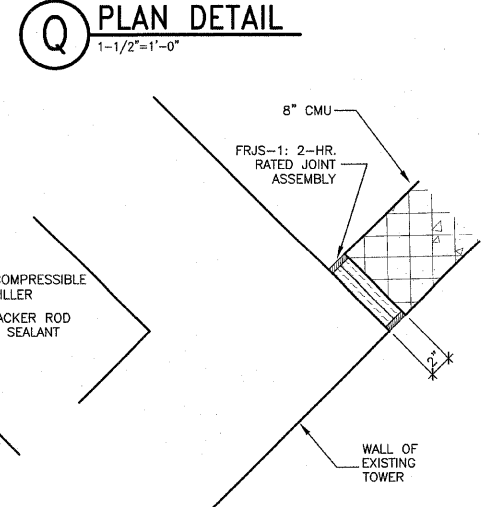 Q
PLAN DETAIL
1-1/2"=1'-0"
8" CMU
FRJS-1: 2-HR.
RATED JOINT
ASSEMBLY
OMPRESSIBLE
ILLER
ACKER ROD
SEALANT
2"
WALL OF
EXISTING
TOWER